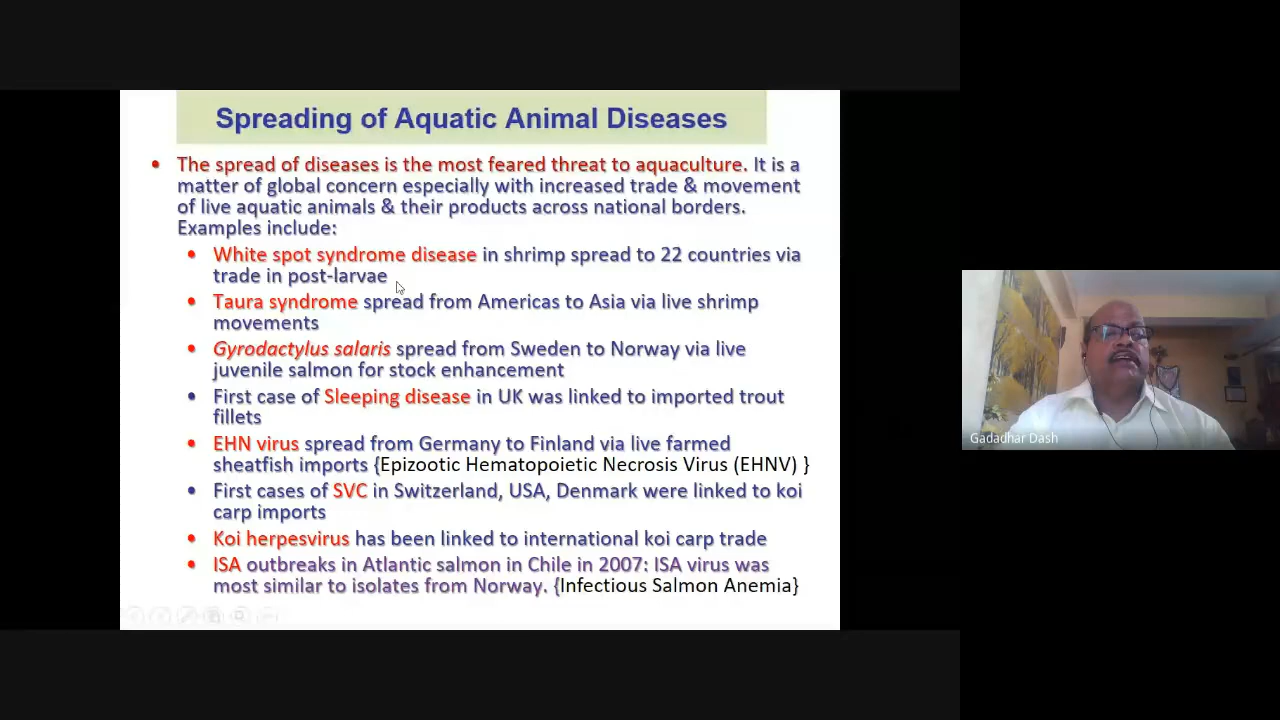 Spreading of Aquatic Animal Diseases
• The spread of diseases is the most feared threat to aquaculture. It is a
matter of global concern especially with increased trade & movement
of live aquatic animals & their products across national borders.
Examples include:
• White spot syndrome disease in shrimp spread to 22 countries via
trade in post-larvae
• Taura syndrome spread from Americas to Asia via live shrimp
movements
• Gyrodactylus salaris spread from Sweden to Norway via live
juvenile salmon for stock enhancement
• First case of Sleeping disease in UK was linked to imported trout
fillets
• EHN virus spread from Germany to Finland via live farmed
sheatfish imports {Epizootic Hematopoietic Necrosis Virus (EHNV) }
• First cases of SVC in Switzerland, USA, Denmark were linked to koi
carp imports
• Koi herpesvirus has been linked to international koi carp trade
• ISA outbreaks in Atlantic salmon in Chile in 2007: ISA virus was
most similar to isolates from Norway. {Infectious Salmon Anemia}
Gadadhar Dash